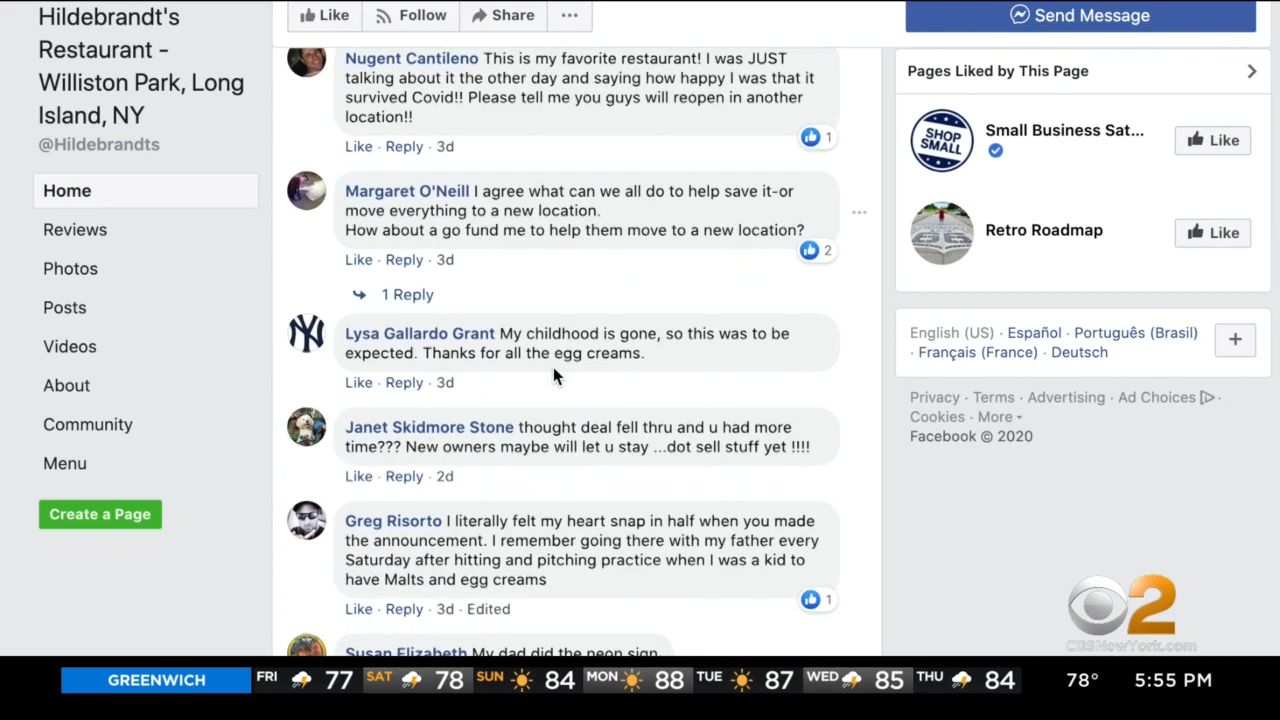 Hildebrandt's
Restaurant -
Williston Park, Long
Island, NY
@Hildebrandts
Home
Reviews
Photos
Posts
Videos
About
Community
Menu
Create a Page
Like
Follow
Share
...
Nugent Cantileno This is my favorite restaurant! I was JUST
talking about it the other day and saying how happy I was that it
survived Covid!! Please tell me you guys will reopen in another
location!!
1
Like · Reply · 3d
Margaret O'Neill I agree what can we all do to help save it-or
move everything to a new location.
How about a go fund me to help them move to a new location?
2
Like · Reply · 3d
1 Reply
Lysa Gallardo Grant My childhood is gone, so this was to be
expected. Thanks for all the egg creams.
Like · Reply · 3d
Janet Skidmore Stone thought deal fell thru and u had more
time??? New owners maybe will let u stay ...dot sell stuff yet !!!!
Like · Reply · 2d
Greg Risorto I literally felt my heart snap in half when you made
the announcement. I remember going there with my father every
Saturday after hitting and pitching practice when I was a kid to
have Malts and egg creams
1
Like · Reply · 3d · Edited
Susan Elizabeth My dad did the neon sign
Send Message
Pages Liked by This Page
SHOP
SMALL
Small Business Sat...
Like
Retro Roadmap
Like
English (US) · Español · Português (Brasil)
· Français (France) · Deutsch
+
Privacy · Terms · Advertising · Ad Choices ·
Cookies · More
Facebook © 2020
2
CBSNewYork.com
GREENWICH FRI 77 SAT 78 SUN 84 MON 88 TUE 87 WED 85 THU 84 78° 5:55 PM